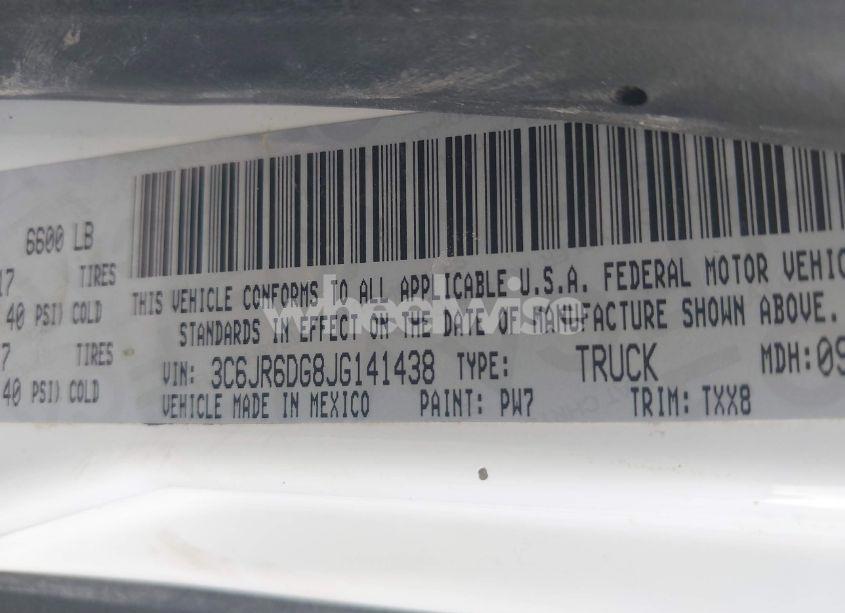 6600 LB
17 TIRES
40 PSI) COLD
7 TIRES
40 PSI) COLD
THIS VEHICLE CONFORMS TO ALL APPLICABLE U.S.A. FEDERAL MOTOR VEHIC
STANDARDS IN EFFECT ON THE DATE OF MANUFACTURE SHOWN ABOVE.
VIN: 3C6JR6DG8JG141438 TYPE: TRUCK MDH:09
VEHICLE MADE IN MEXICO PAINT: PW7 TRIM: TXX8
wheelwise